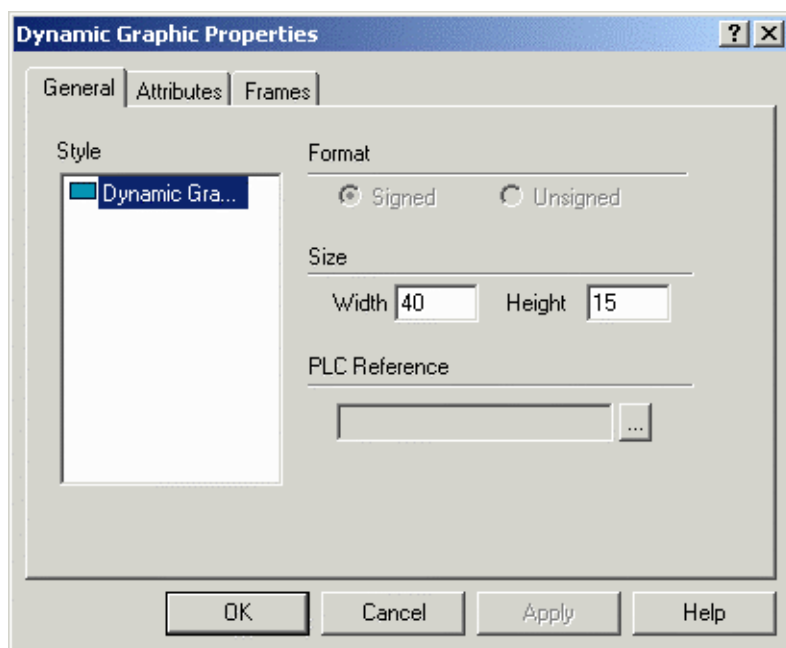 Dynamic Graphic Properties ? X
General Attributes Frames
Style
Dynamic Gra...
Format
Signed Unsigned
Size
Width 40 Height 15
PLC Reference
...
OK Cancel Apply Help